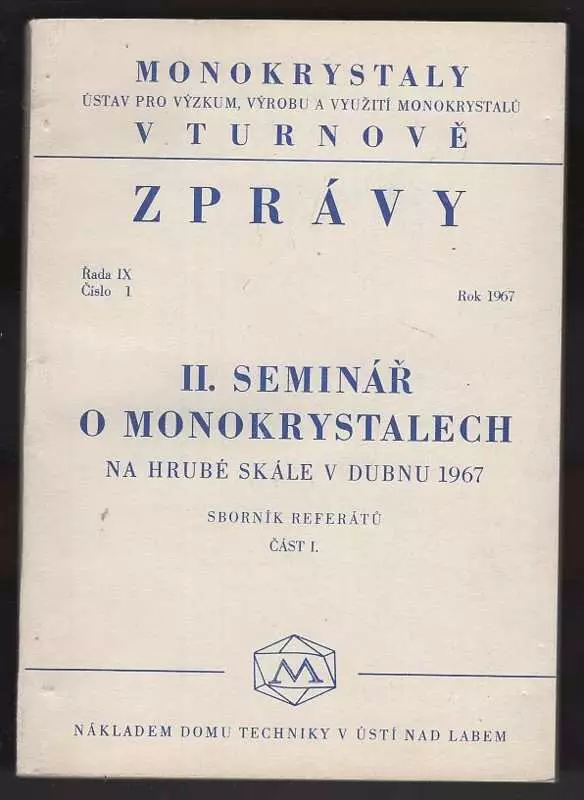 MONOKRYSTALY
ÚSTAV PRO VÝZKUM, VÝROBU A VYUŽITÍ MONOKRYSTALŮ
V TURNOVĚ
ZPRÁVY
Řada IX
Číslo 1
Rok 1967
II. SEMINÁŘ
O MONOKRYSTALECH
NA HRUBÉ SKÁLE V DUBNU 1967
SBORNÍK REFERÁTŮ
ČÁST I.
M
NÁKLADEM DOMU TECHNIKY V ÚSTÍ NAD LABEM